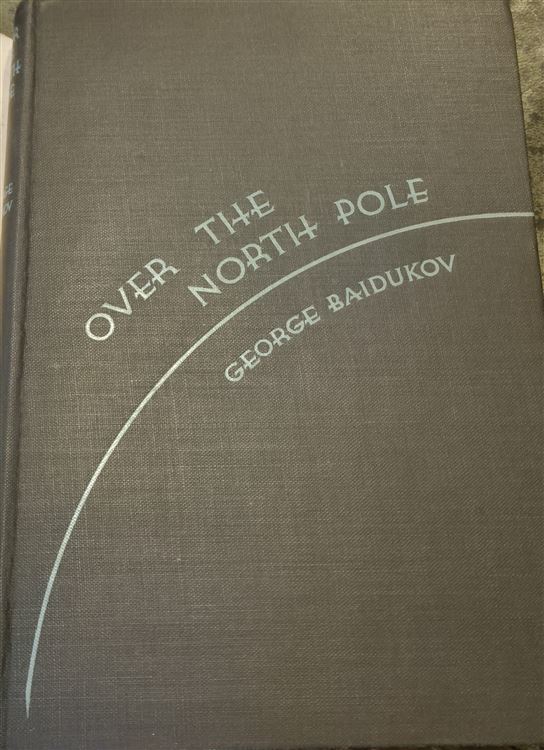 OVER THE
NORTH POLE
GEORGE BAIDUKOV